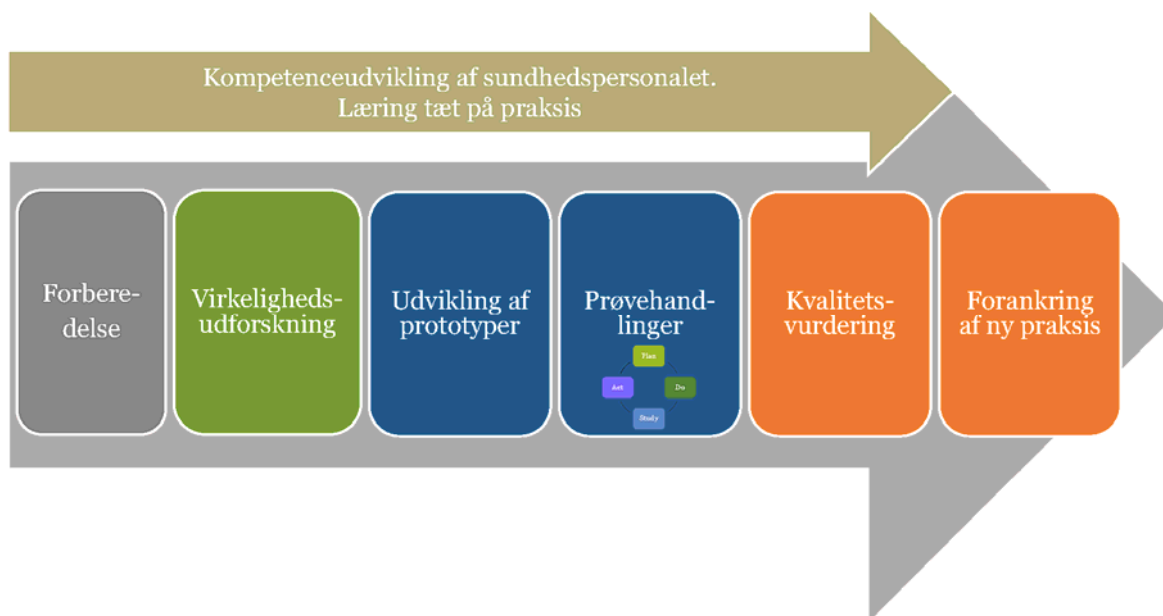 Kompetenceudvikling af sundhedspersonalet.
Læring tæt på praksis
Forbere-
delse
Virkeligheds-
udforskning
Udvikling af
prototyper
Prøvehand-
linger
Plan
Act
Do
Study
Kvalitets-
vurdering
Forankring
af ny praksis